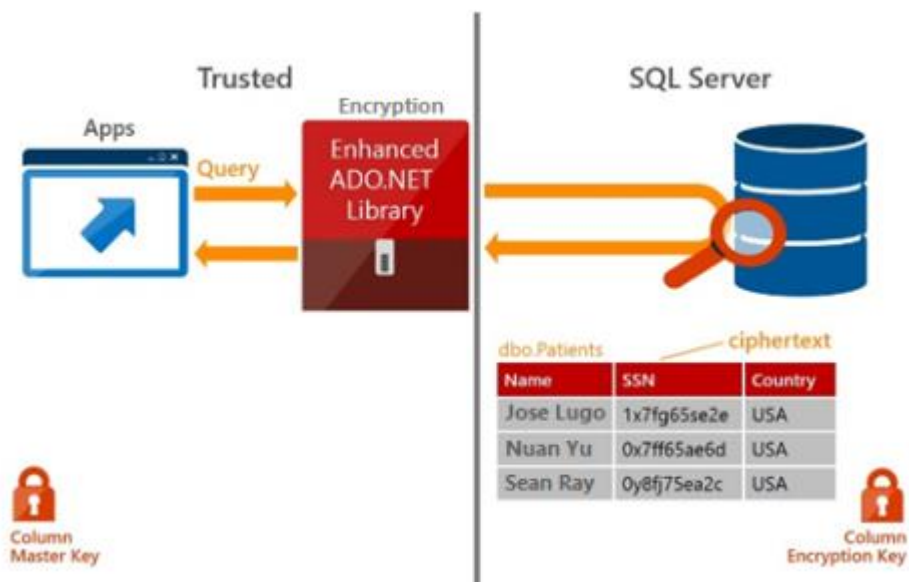 Trusted
SQL Server
Encryption
Apps
Enhanced
ADO.NET
Library
Query
ciphertext
dbo.Patients
Name SSN Country
Jose Lugo 1x7fg65se2e USA
Nuan Yu 0x7ff65ae6d USA
Sean Ray 0y8fj75ea2c USA
Column
Master Key
Column
Encryption Key